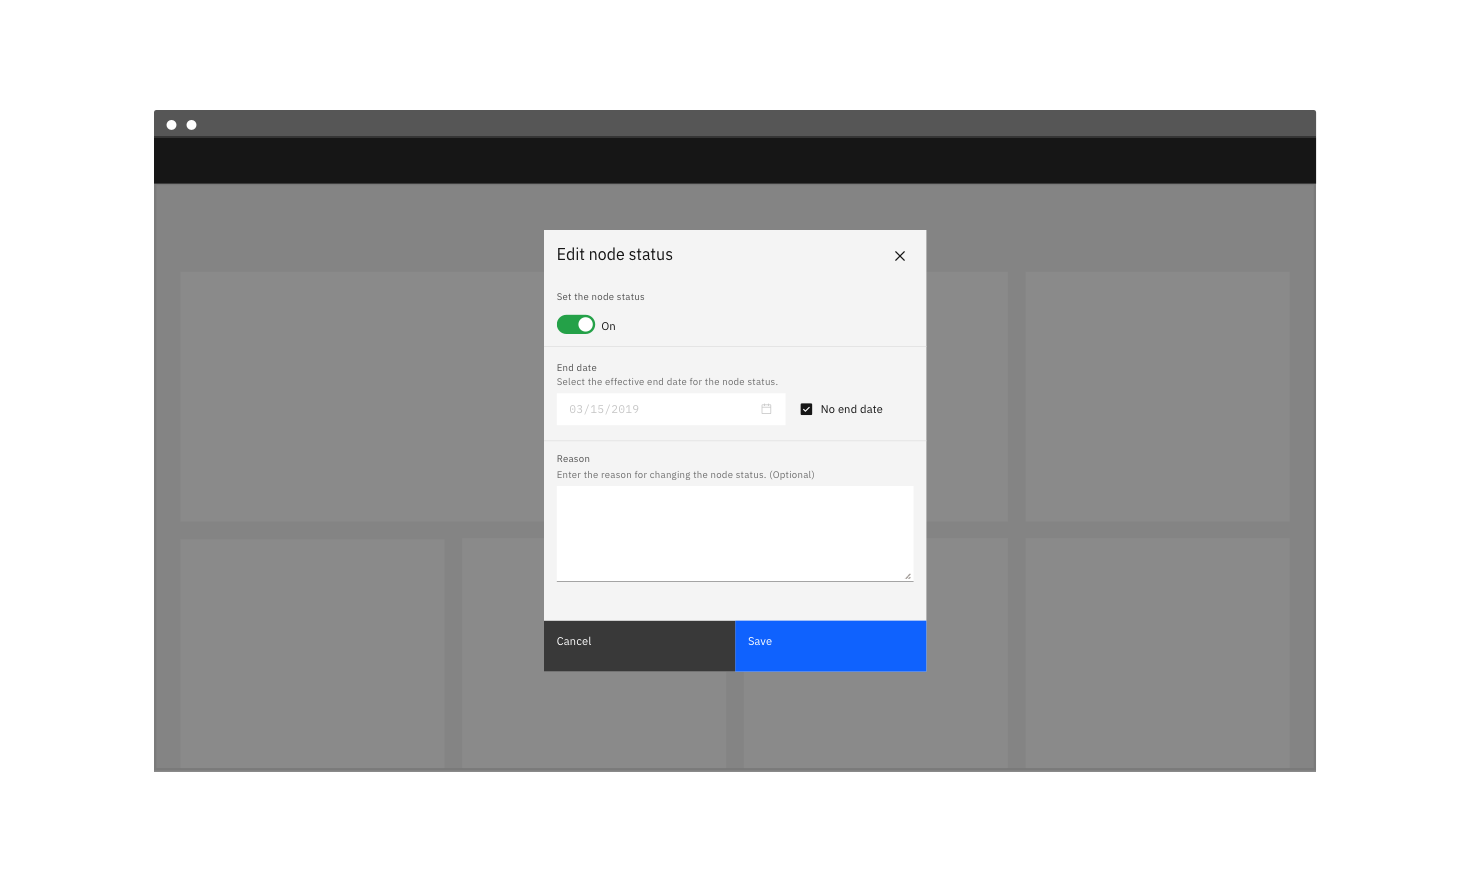 Edit node status
Set the node status
On
End date
Select the effective end date for the node status.
03/15/2019
No end date
Reason
Enter the reason for changing the node status. (Optional)
Cancel
Save